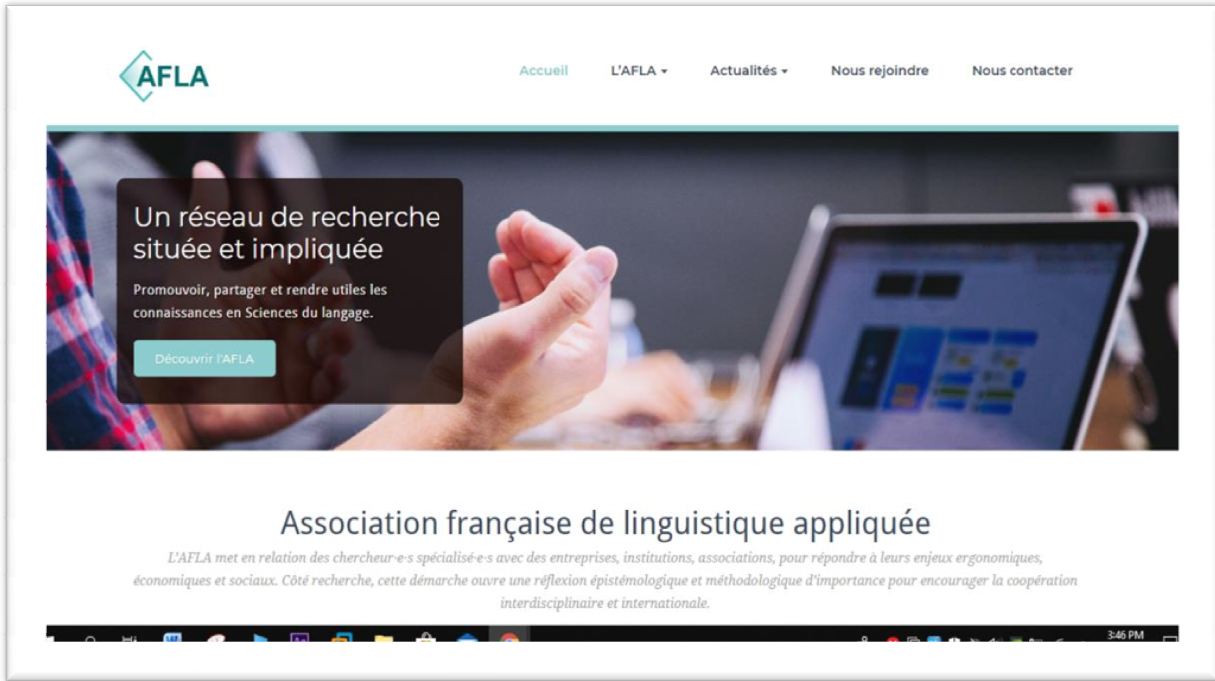 AFLA
Accueil L'AFLA Actualités Nous rejoindre Nous contacter
Un réseau de recherche
située et impliquée
Promouvoir, partager et rendre utiles les
connaissances en Sciences du langage.
Découvrir l'AFLA
Association française de linguistique appliquée
L'AFLA met en relation des chercheur·e·s spécialisé·e·s avec des entreprises, institutions, associations, pour répondre à leurs enjeux ergonomiques,
économiques et sociaux. Côté recherche, cette démarche ouvre une réflexion épistémologique et méthodologique d'importance pour encourager la coopération
interdisciplinaire et internationale.
3:46 PM